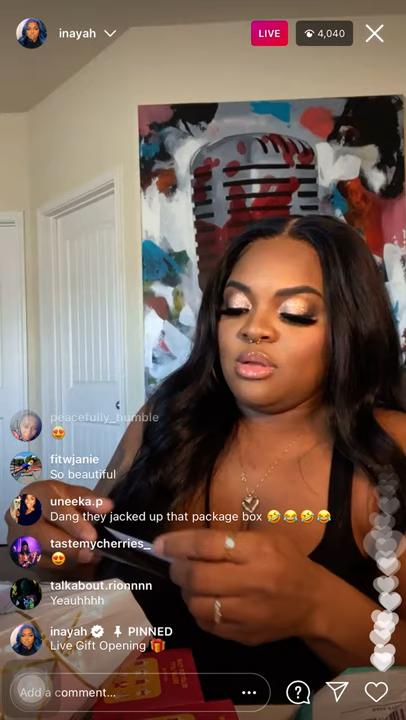 inayah
LIVE
4,040
peacefully_humble
😍
fitwjanie
So beautiful
uneeka.p
Dang they jacked up that package box 🤣😂🤣😂
tastemycherries_
😍
talkabout.rionnnn
Yeauhhhh
inayah PINNED
Live Gift Opening 🎁
Add a comment...